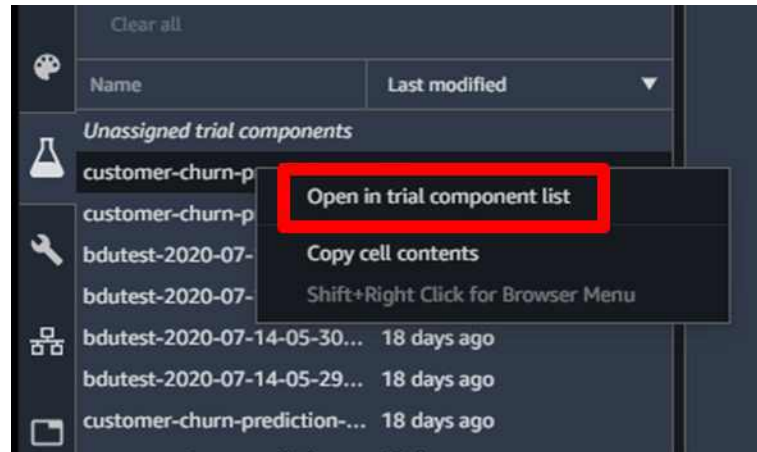 Clear all
Name Last modified
Unassigned trial components
customer-churn-p
Open in trial component list
customer-churn-p
bdutest-2020-07- Copy cell contents
bdutest-2020-07- Shift+Right Click for Browser Menu
bdutest-2020-07-14-05-30... 18 days ago
bdutest-2020-07-14-05-29... 18 days ago
customer-churn-prediction-... 18 days ago